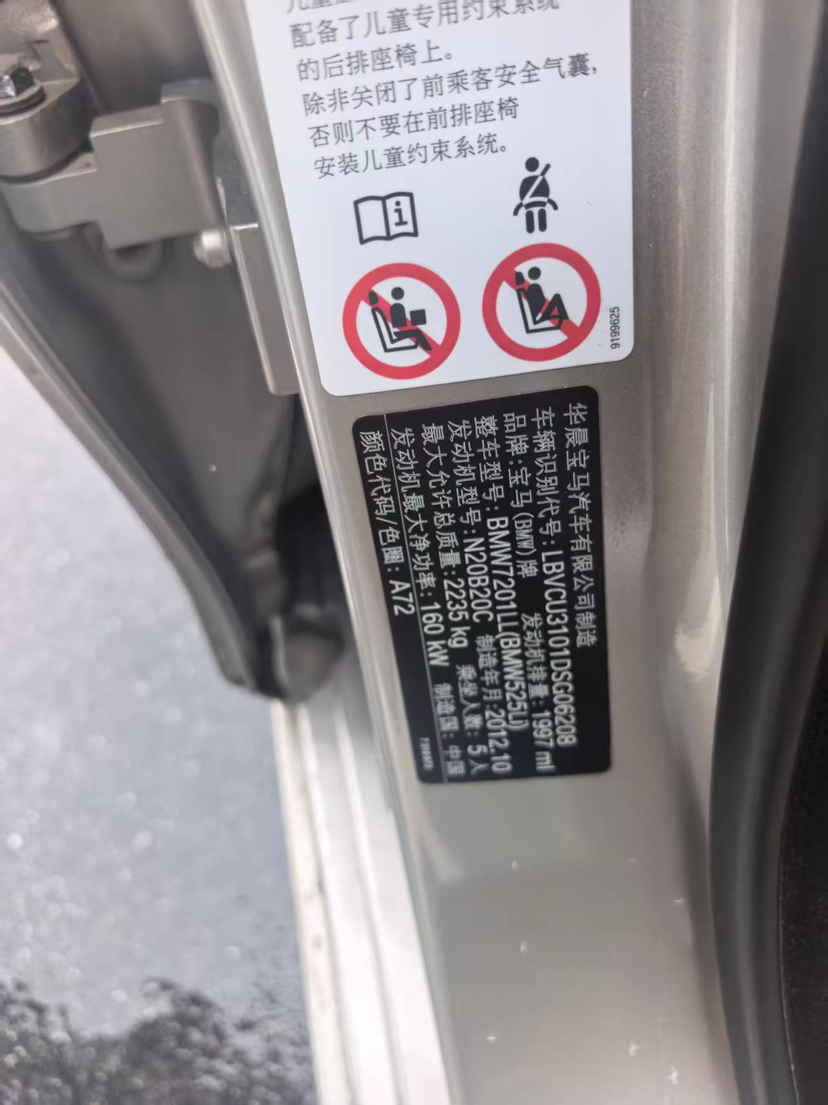 配备了儿童专用约束系统
的后排座椅上。
除非关闭了前乘客安全气囊,
否则不要在前排座椅
安装儿童约束系统。
9199625
华晨宝马汽车有限公司制造
车辆识别代号:LBVCU3101DSG06208
品牌:宝马(BMW)牌 发动机排量:1997 ml
整车型号:BMW7201LL(BMW525Li)
发动机型号:N20B20C 制造年月:2012.10
最大允许总质量:2235 kg 乘坐人数:5人
发动机最大净功率:160 kW 制造国:中国
颜色代码/色圈:A72